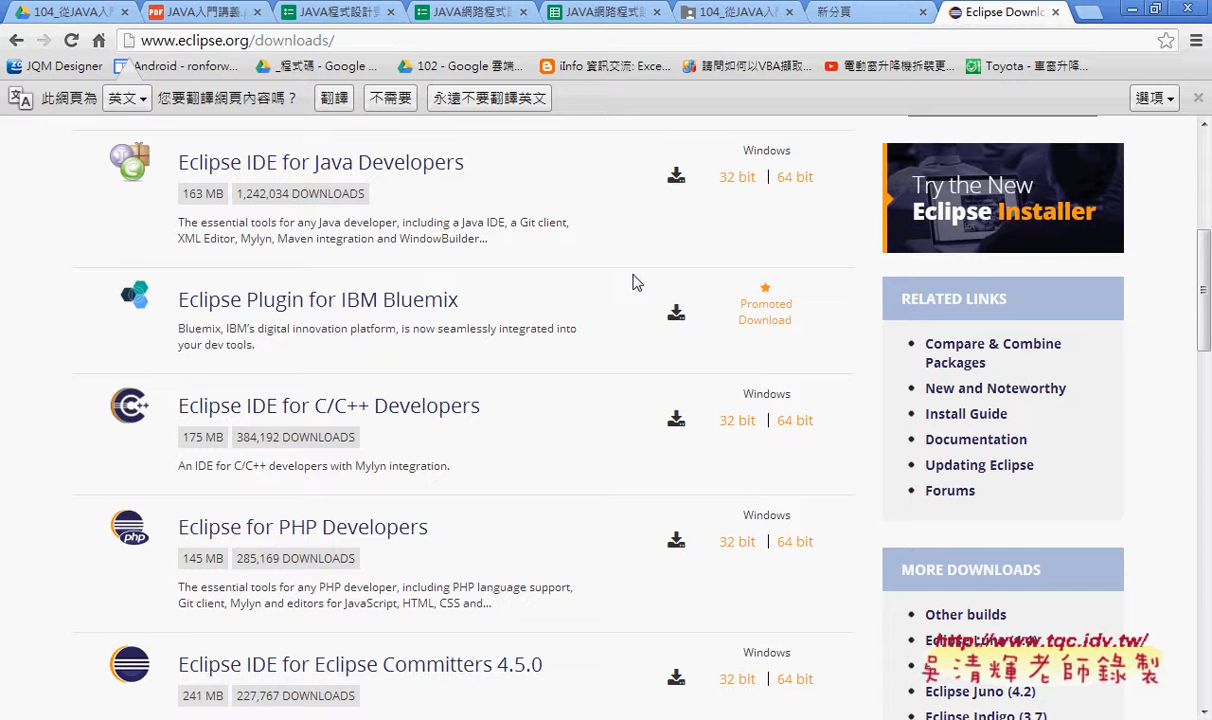 104_從JAVA入門
JAVA入門講義.p
JAVA程式設計資
JAVA網路程式設
JAVA網路程式設
104_從JAVA入門
新分頁
Eclipse Downlo
www.eclipse.org/downloads/
JQM Designer
Android - ronforw...
_程式碼 - Google ...
102 - Google 雲端...
iInfo 資訊交流: Exce...
請問如何以VBA擷取...
電動窗升降機拆裝更...
Toyota - 車窗升降...
此網頁為 英文 您要翻譯網頁內容嗎？ 翻譯 不需要 永遠不要翻譯英文 選項
Eclipse IDE for Java Developers
163 MB 1,242,034 DOWNLOADS
The essential tools for any Java developer, including a Java IDE, a Git client,
XML Editor, Mylyn, Maven integration and WindowBuilder...
Windows
32 bit | 64 bit
Eclipse Plugin for IBM Bluemix
Bluemix, IBM's digital innovation platform, is now seamlessly integrated into
your dev tools.
Promoted
Download
Eclipse IDE for C/C++ Developers
175 MB 384,192 DOWNLOADS
An IDE for C/C++ developers with Mylyn integration.
Windows
32 bit | 64 bit
Eclipse for PHP Developers
145 MB 285,169 DOWNLOADS
The essential tools for any PHP developer, including PHP language support,
Git client, Mylyn and editors for JavaScript, HTML, CSS and...
Windows
32 bit | 64 bit
Eclipse IDE for Eclipse Committers 4.5.0
241 MB 227,767 DOWNLOADS
Windows
32 bit | 64 bit
Try the New
Eclipse Installer
RELATED LINKS
Compare & Combine
Packages
New and Noteworthy
Install Guide
Documentation
Updating Eclipse
Forums
MORE DOWNLOADS
Other builds
Eclipse Luna (4.4)
http://www.tqc.idv.tw/
吳清輝老師錄製
Eclipse Juno (4.2)
Eclipse Indigo (3.7)